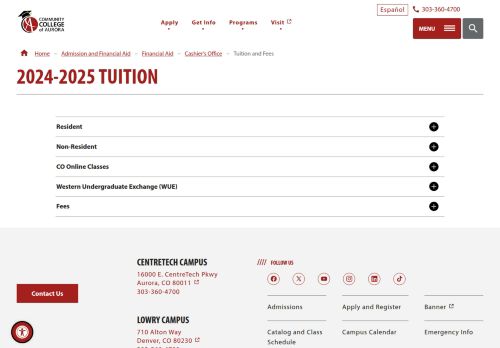 COMMUNITY
COLLEGE
of AURORA
Español
303-360-4700
Apply
Get Info
Programs
Visit
MENU
Home
Admission and Financial Aid
Financial Aid
Cashier's Office
Tuition and Fees
2024-2025 TUITION
Resident
Non-Resident
CO Online Classes
Western Undergraduate Exchange (WUE)
Fees
Contact Us
CENTRETECH CAMPUS
16000 E. CentreTech Pkwy
Aurora, CO 80011
303-360-4700
LOWRY CAMPUS
710 Alton Way
Denver, CO 80230
//// FOLLOW US
Admissions
Apply and Register
Banner
Catalog and Class
Schedule
Campus Calendar
Emergency Info